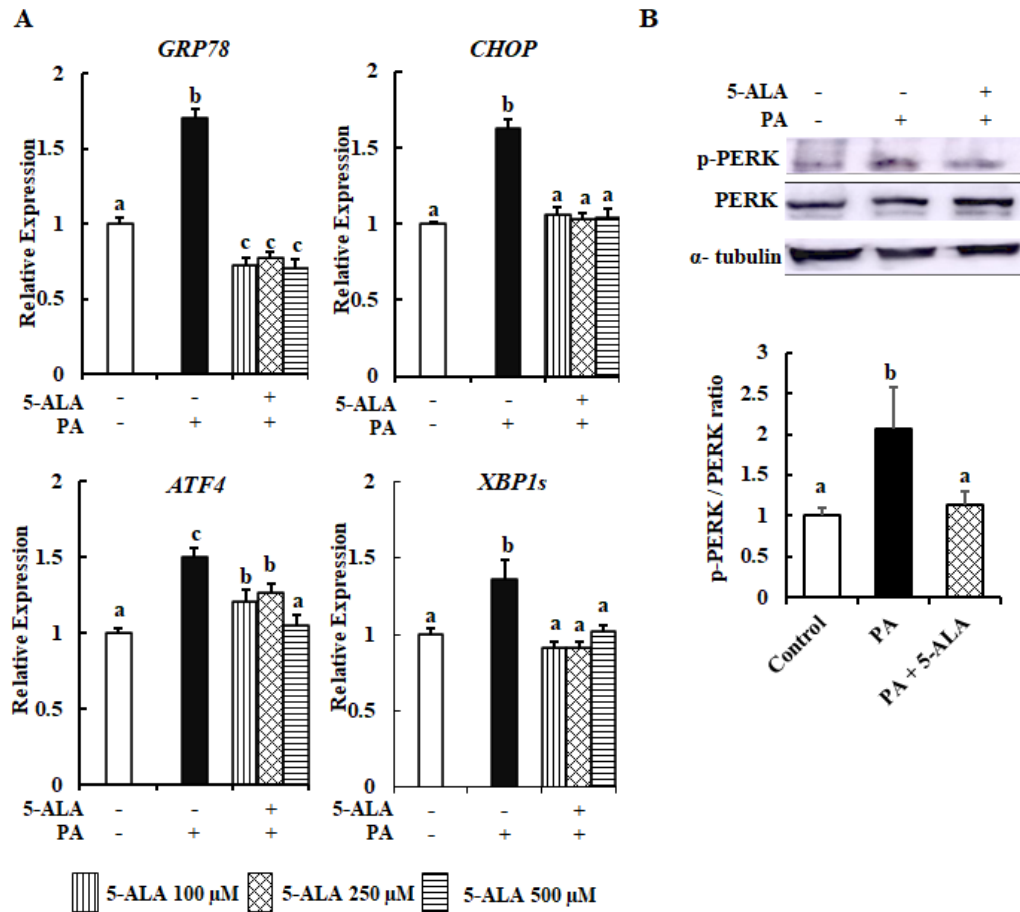 A
GRP78
Relative Expression
2
1.5
1
0.5
0
a
b
c c c
5-ALA - - +
PA - + +
CHOP
Relative Expression
2
1.5
1
0.5
0
a
b
a a a
5-ALA - - +
PA - + +
ATF4
Relative Expression
2
1.5
1
0.5
0
a
c
b b a
5-ALA - - +
PA - + +
XBP1s
Relative Expression
2
1.5
1
0.5
0
a
b
a a a
5-ALA - - +
PA - + +
5-ALA 100 µM 5-ALA 250 µM 5-ALA 500 µM
B
5-ALA - - +
PA - + +
p-PERK
PERK
α- tubulin
p-PERK / PERK ratio
3
2.5
2
1.5
1
0.5
0
a
b
a
Control
PA
PA + 5-ALA